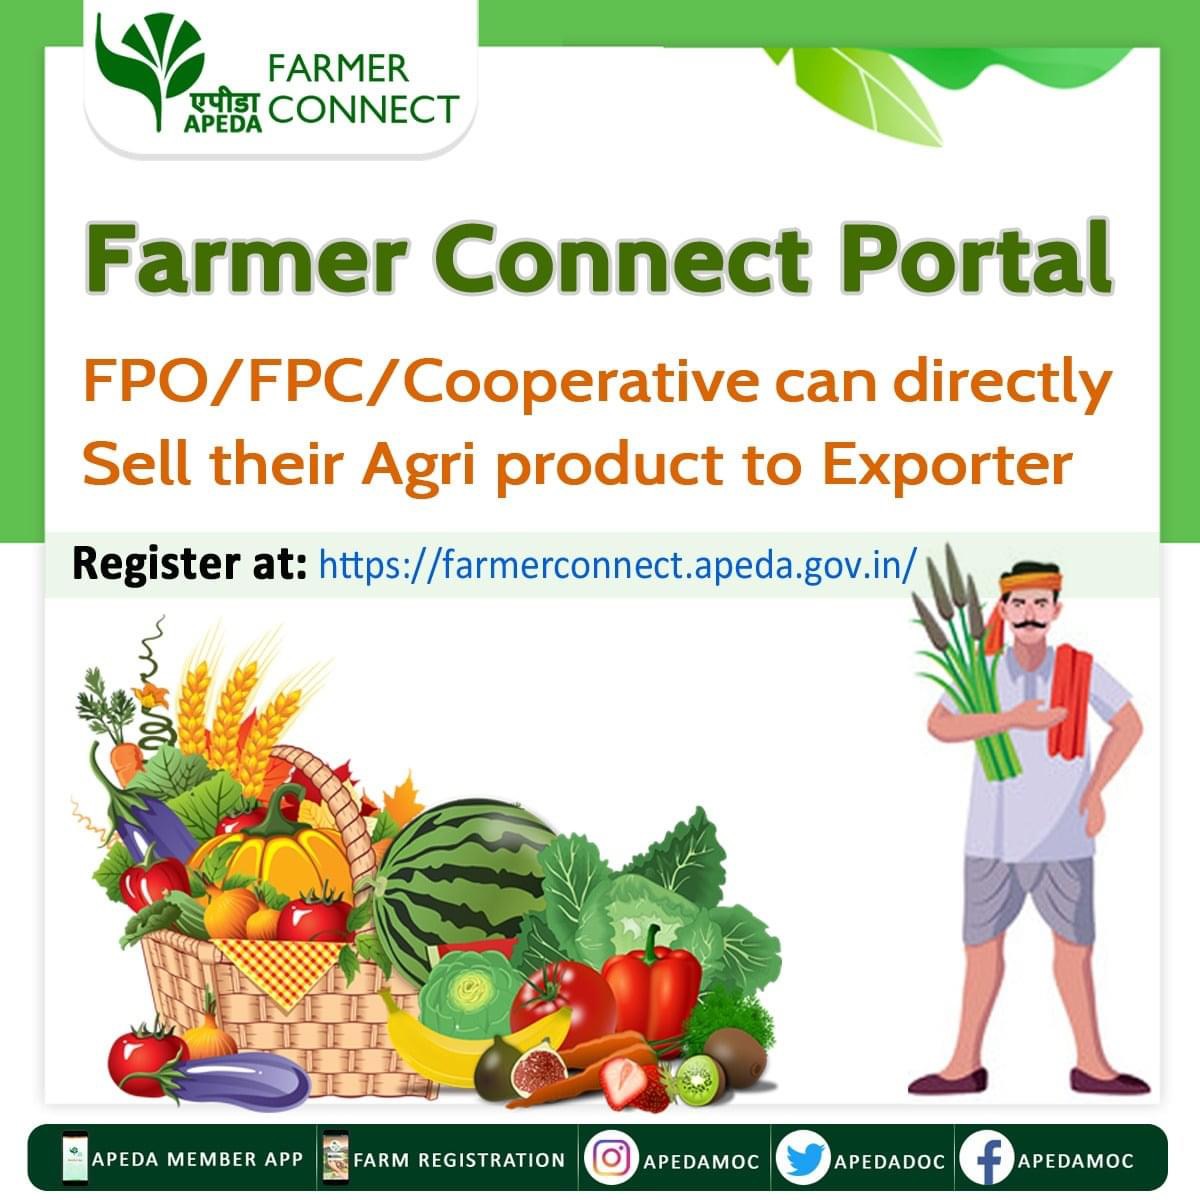 FARMER
CONNECT
एपीडा
APEDA
Farmer Connect Portal
FPO/FPC/Cooperative can directly
Sell their Agri product to Exporter
Register at: https://farmerconnect.apeda.gov.in/
APEDA MEMBER APP FARM REGISTRATION APEDAMOC APEDADOC APEDAMOC